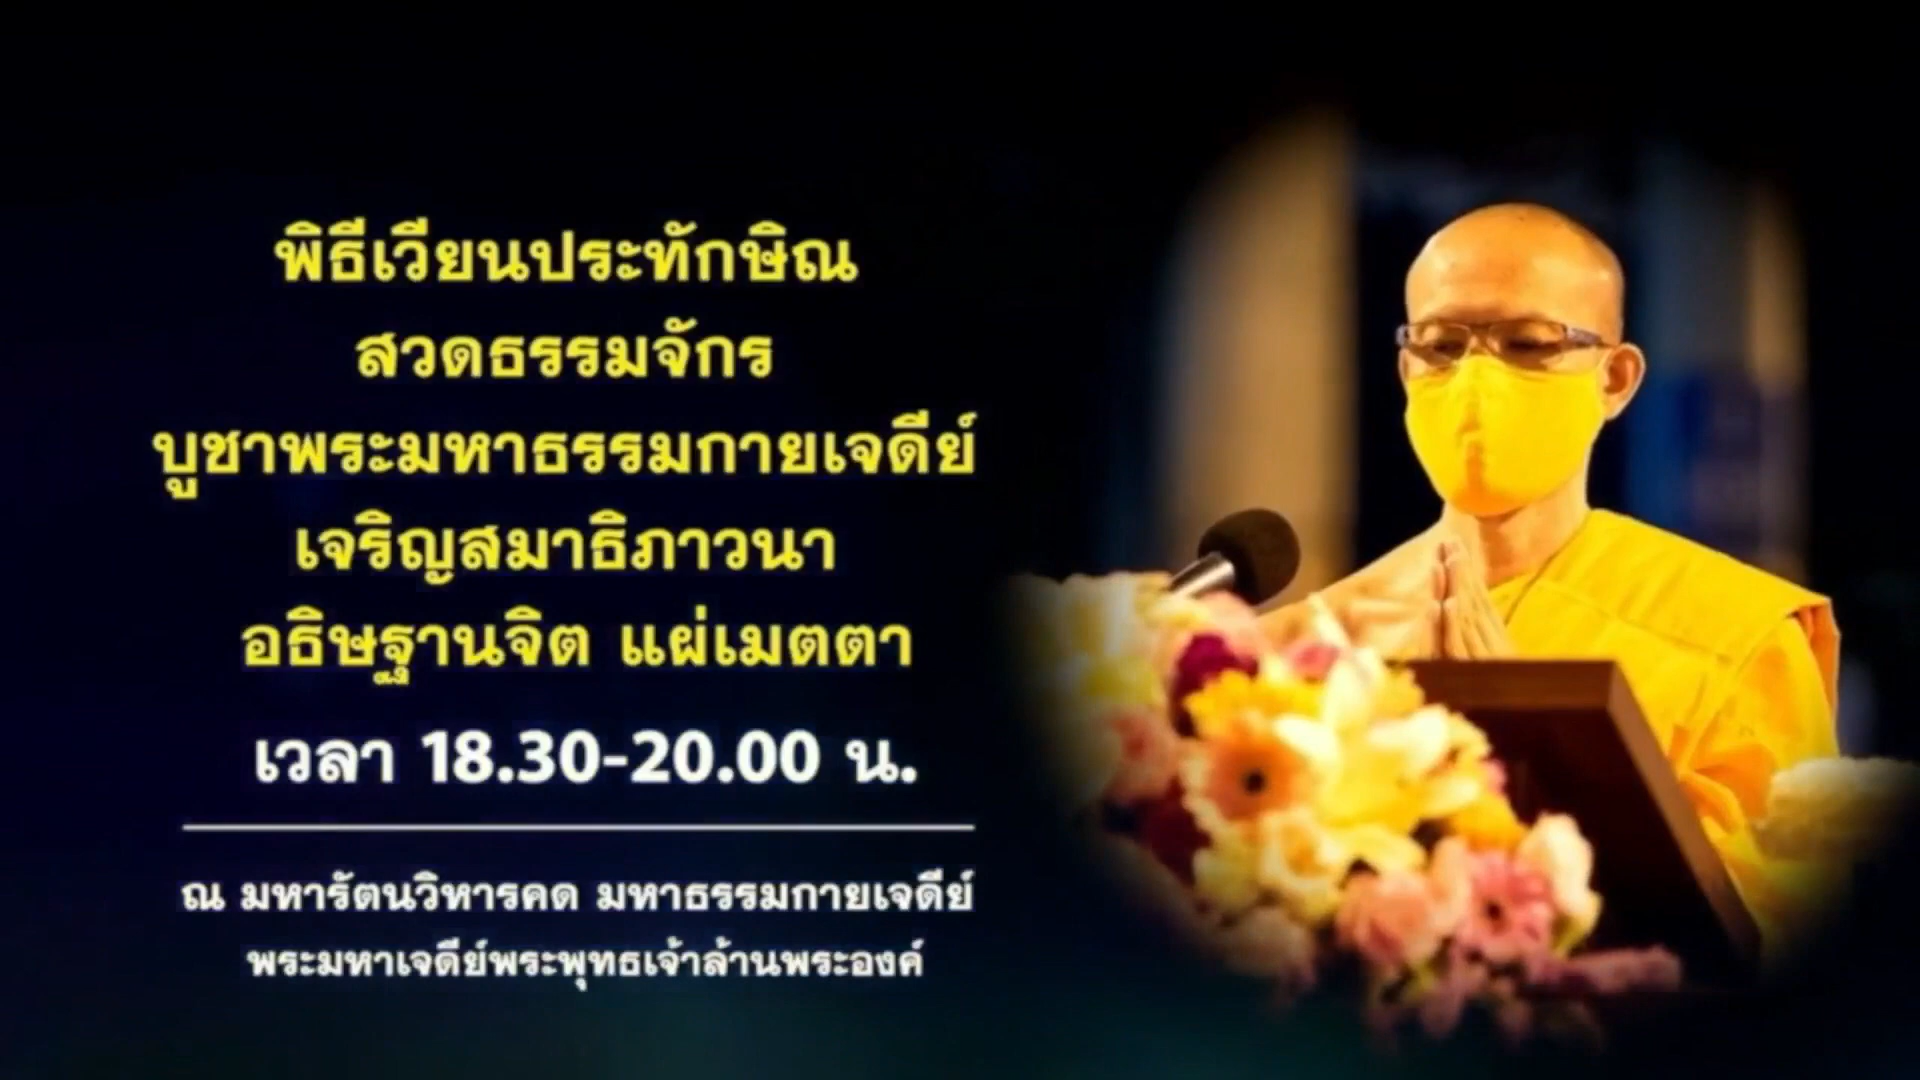 พิธีเวียนประทักษิณ
สวดธรรมจักร
บูชาพระมหาธรรมกายเจดีย์
เจริญสมาธิภาวนา
อธิษฐานจิต แผ่เมตตา
เวลา 18.30-20.00 น.
ณ มหารัตนวิหารคด มหาธรรมกายเจดีย์
พระมหาเจดีย์พระพุทธเจ้าล้านพระองค์